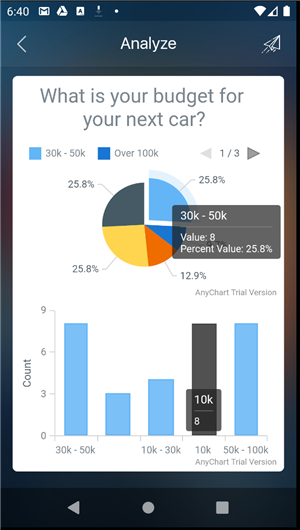 6:40
Analyze
What is your budget for
your next car?
30k - 50k
Over 100k
1 / 3
25.8%
25.8%
30k - 50k
Value: 8
Percent Value: 25.8%
25.8%
12.9%
AnyChart Trial Version
9
6
3
0
Count
10k
8
30k - 50k
10k - 30k
10k
50k - 100k
AnyChart Trial Version